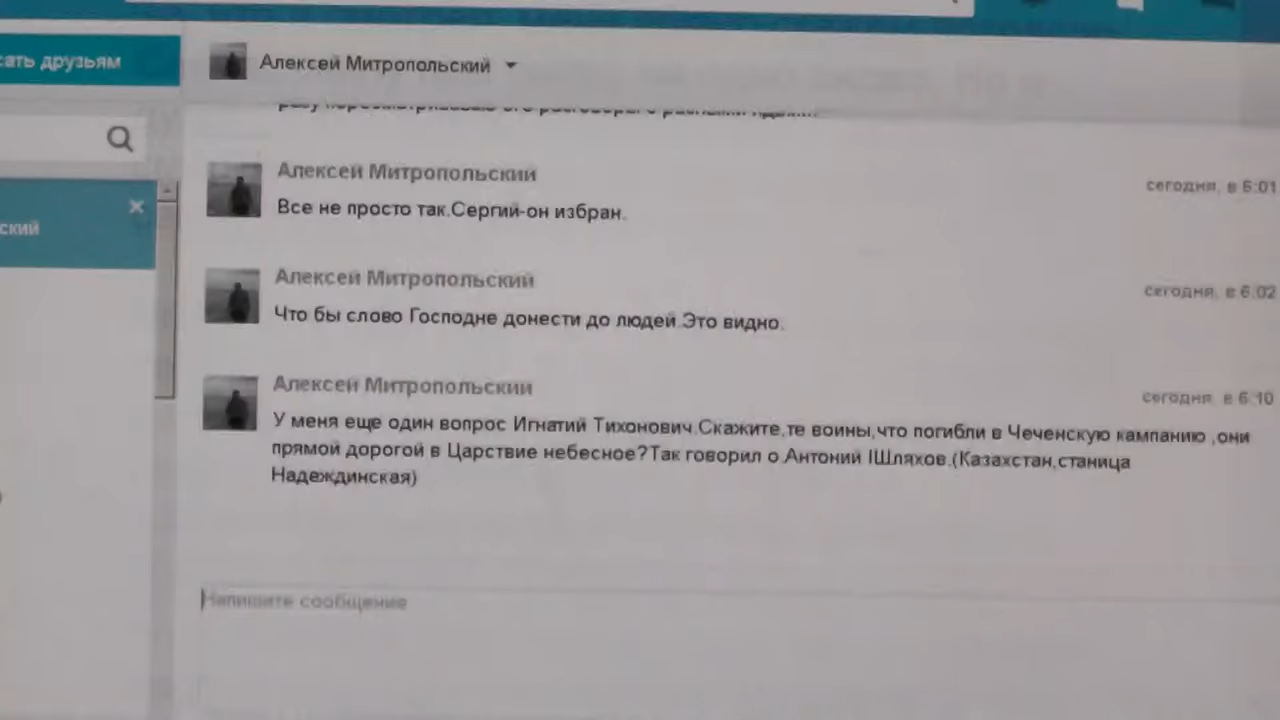 сать друзьям
Алексей Митропольский
Алексей Митропольский
сегодня, в 6:01
Все не просто так.Сергий-он избран.
ский
Алексей Митропольский
сегодня, в 6:02
Что бы слово Господне донести до людей.Это видно.
Алексей Митропольский
сегодня, в 6:10
У меня еще один вопрос Игнатий Тихонович.Скажите,те воины,что погибли в Чеченскую кампанию ,они
прямой дорогой в Царствие небесное?Так говорил о.Антоний IШляхов.(Казахстан,станица
Надеждинская)
Напишите сообщение